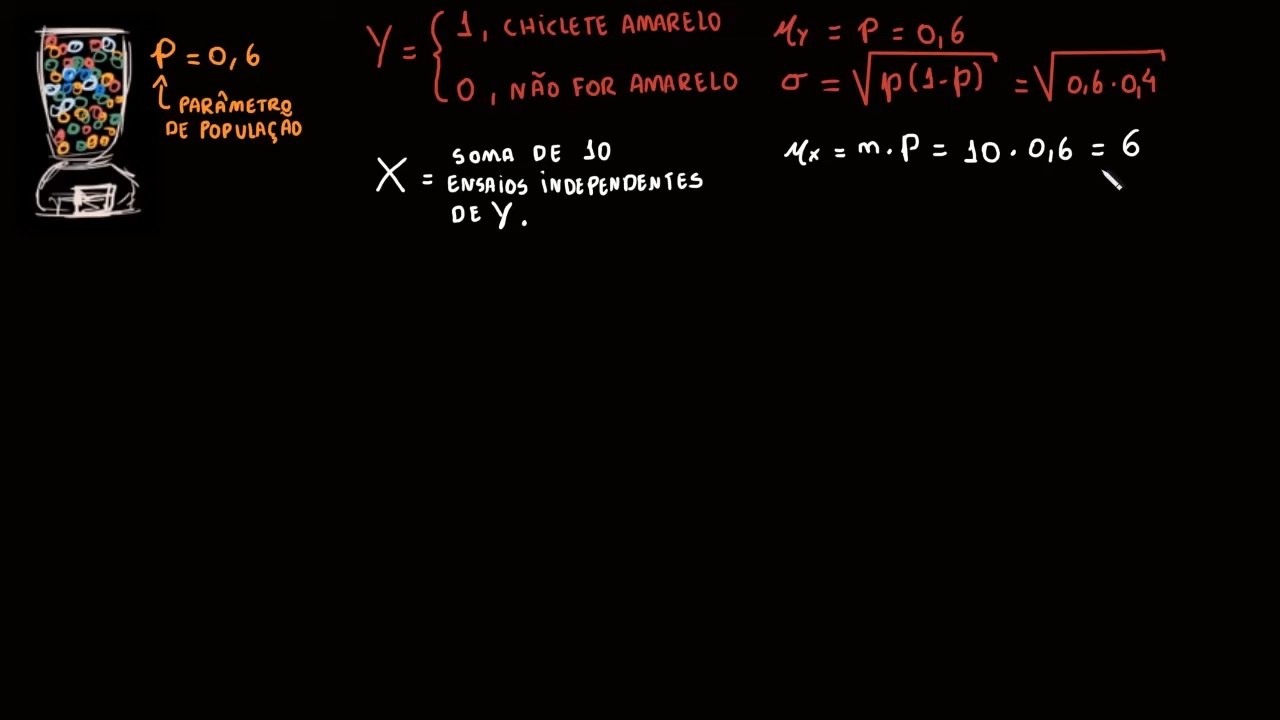 P = 0,6
PARÂMETRO
DE POPULAÇÃO
Y = { 1, CHICLETE AMARELO
0, NÃO FOR AMARELO
μY = P = 0,6
σ = √p(1-p) = √0,6·0,4
X = SOMA DE 10
ENSAIOS INDEPENDENTES
DE Y.
μx = m·P = 10·0,6 = 6